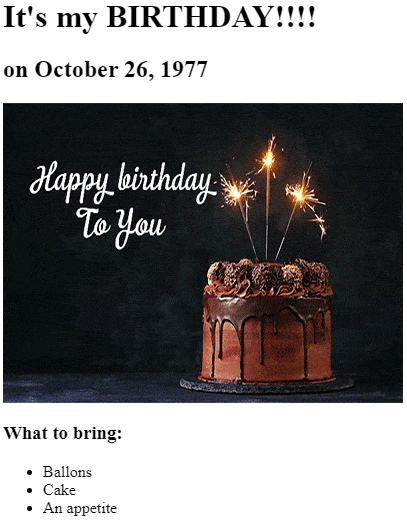 It's my BIRTHDAY!!!!
on October 26, 1977
Happy birthday
To You
What to bring:
Ballons
Cake
An appetite